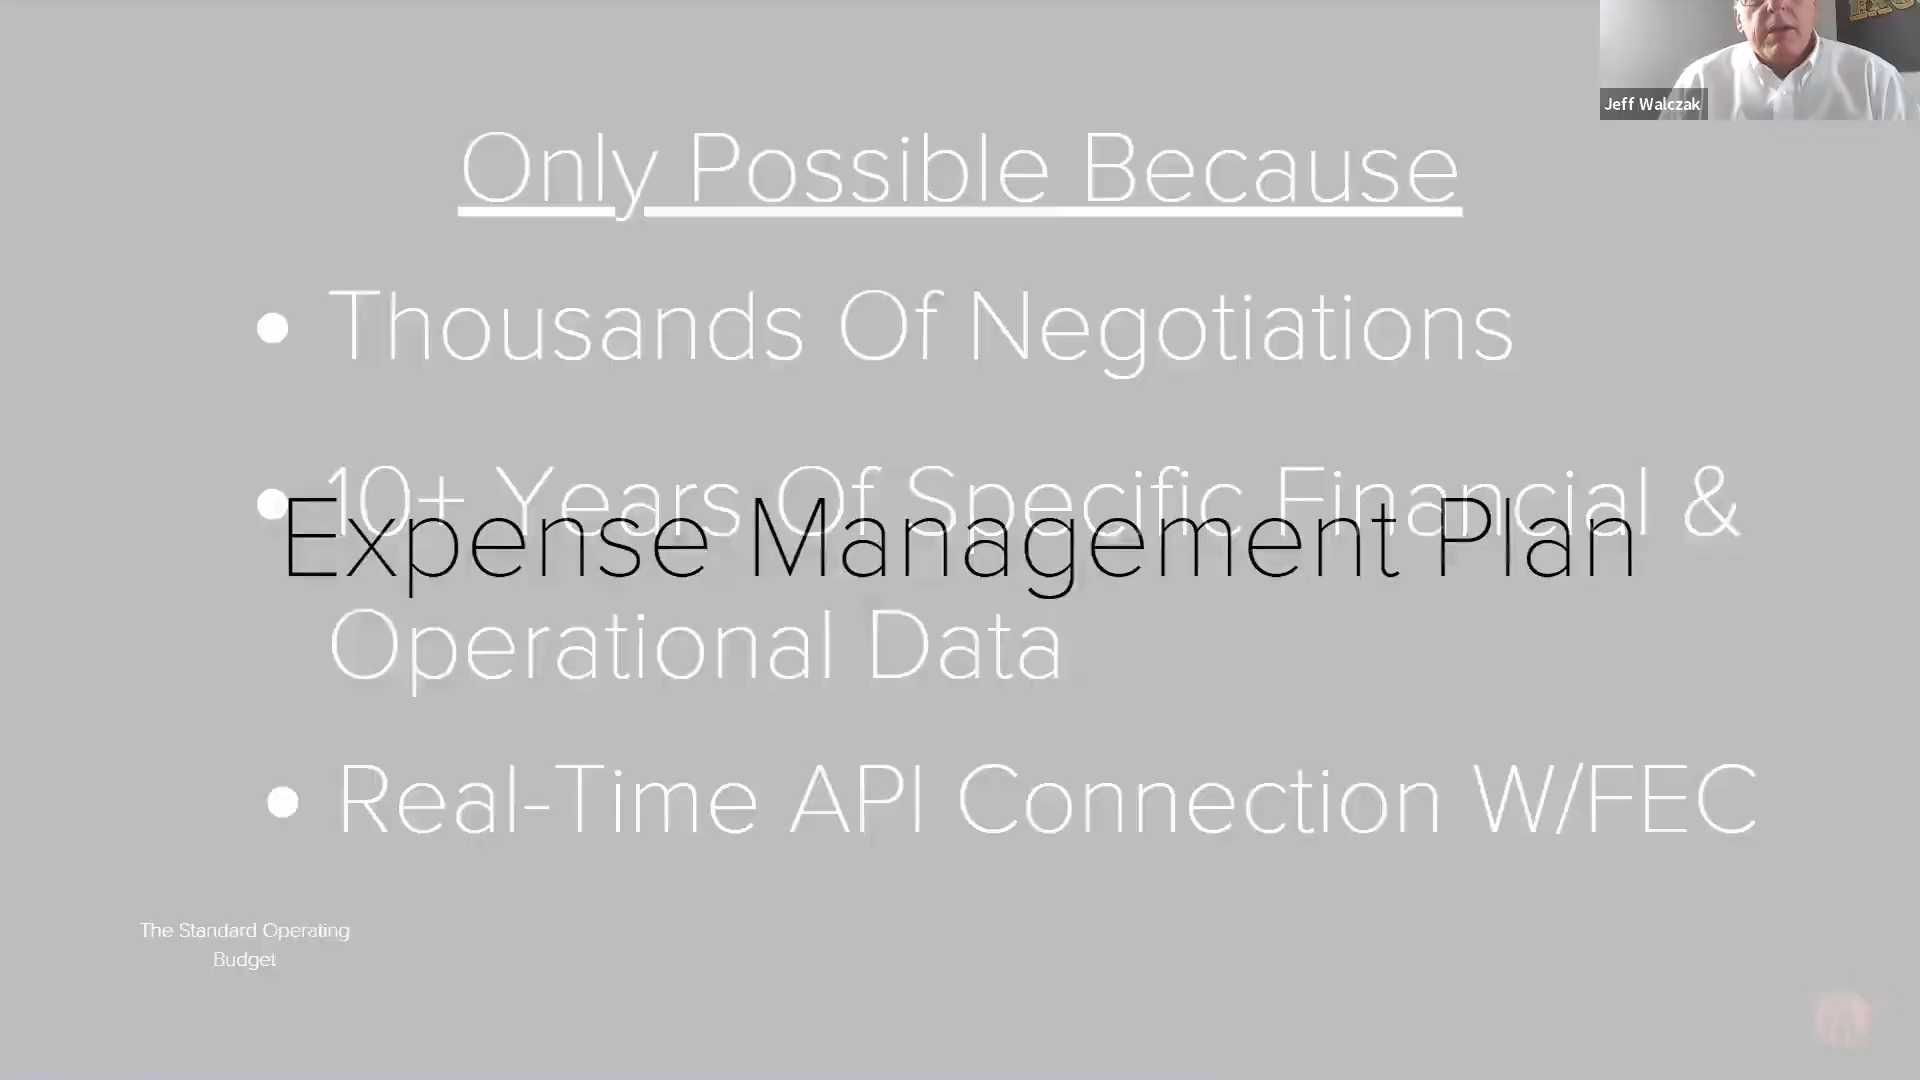 Jeff Walczak
Only Possible Because
• Thousands Of Negotiations
• 10+ Years Of Specific Financial &
Expense Management Plan
Operational Data
• Real-Time API Connection W/FEC
The Standard Operating
Budget